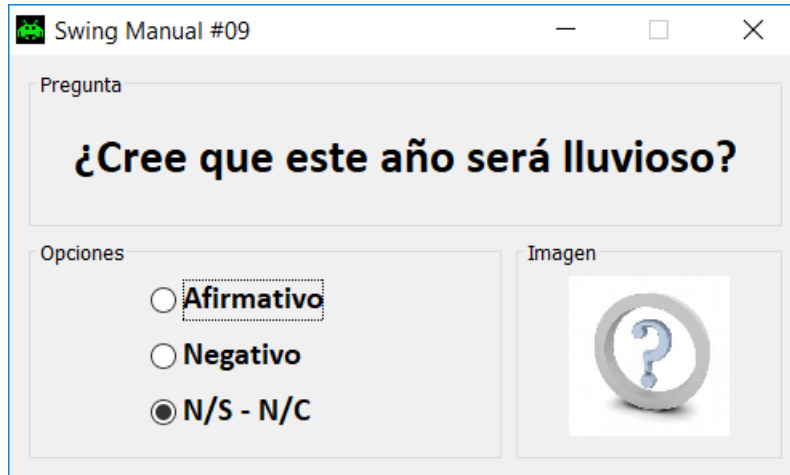 Swing Manual #09
Pregunta
¿Cree que este año será lluvioso?
Opciones
Afirmativo
Negativo
N/S - N/C
Imagen
?